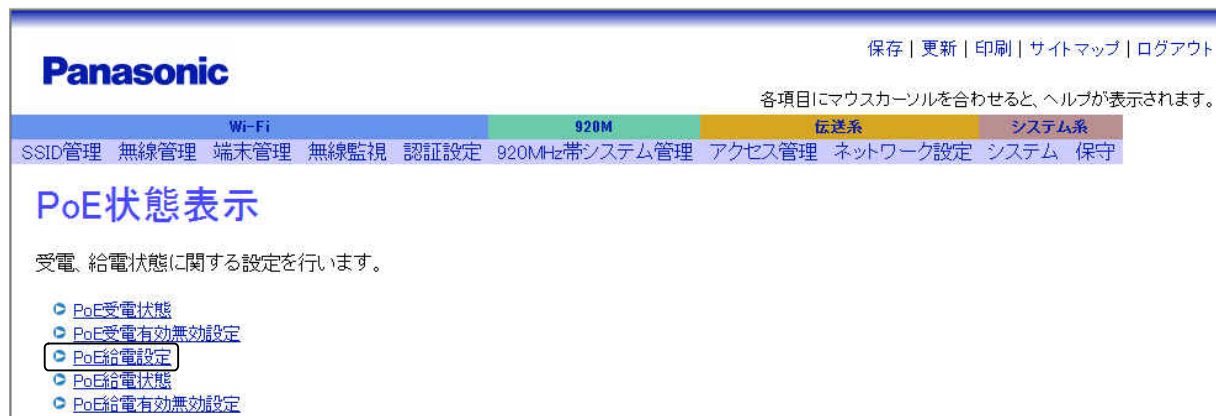 Panasonic
保存 | 更新 | 印刷 | サイトマップ | ログアウト
各項目にマウスカーソルを合わせると、ヘルプが表示されます。
Wi-Fi 920M 伝送系 システム系
SSID管理 無線管理 端末管理 無線監視 認証設定 920MHz帯システム管理 アクセス管理 ネットワーク設定 システム 保守
PoE状態表示
受電、給電状態に関する設定を行います。
PoE受電状態
PoE受電有効無効設定
PoE給電設定
PoE給電状態
PoE給電有効無効設定